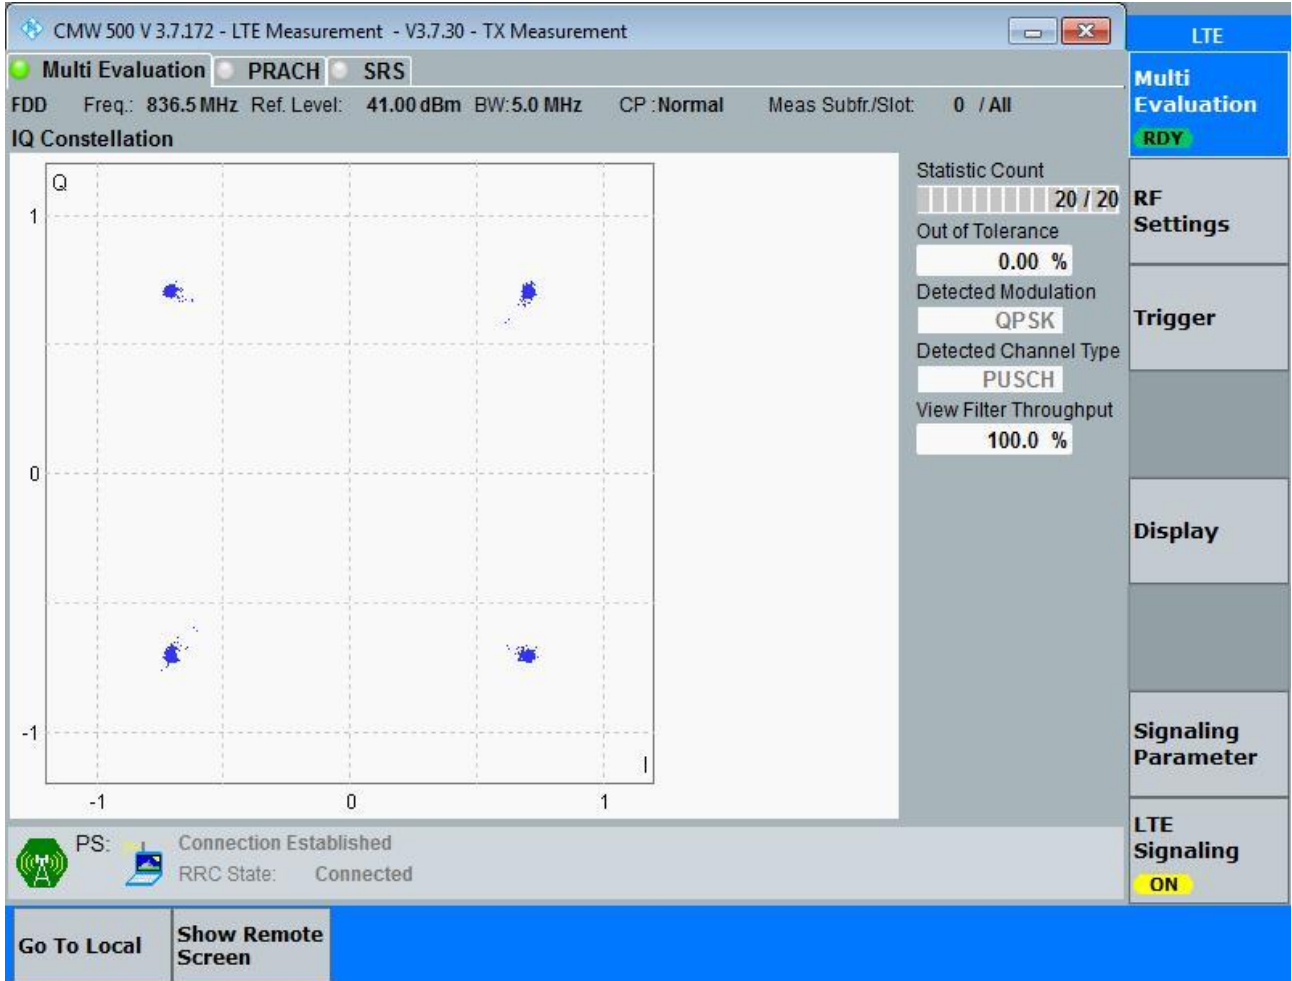 CMW 500 V 3.7.172 - LTE Measurement - V3.7.30 - TX Measurement
LTE
Multi Evaluation PRACH SRS
FDD Freq.: 836.5 MHz Ref. Level: 41.00 dBm BW: 5.0 MHz CP : Normal Meas Subfr./Slot: 0 / All
IQ Constellation
Q
1
0
-1
I
-1 0 1
Statistic Count
20 / 20
Out of Tolerance
0.00 %
Detected Modulation
QPSK
Detected Channel Type
PUSCH
View Filter Throughput
100.0 %
Multi
Evaluation
RDY
RF
Settings
Trigger
Display
Signaling
Parameter
LTE
Signaling
ON
PS: Connection Established
RRC State: Connected
Go To Local
Show Remote
Screen